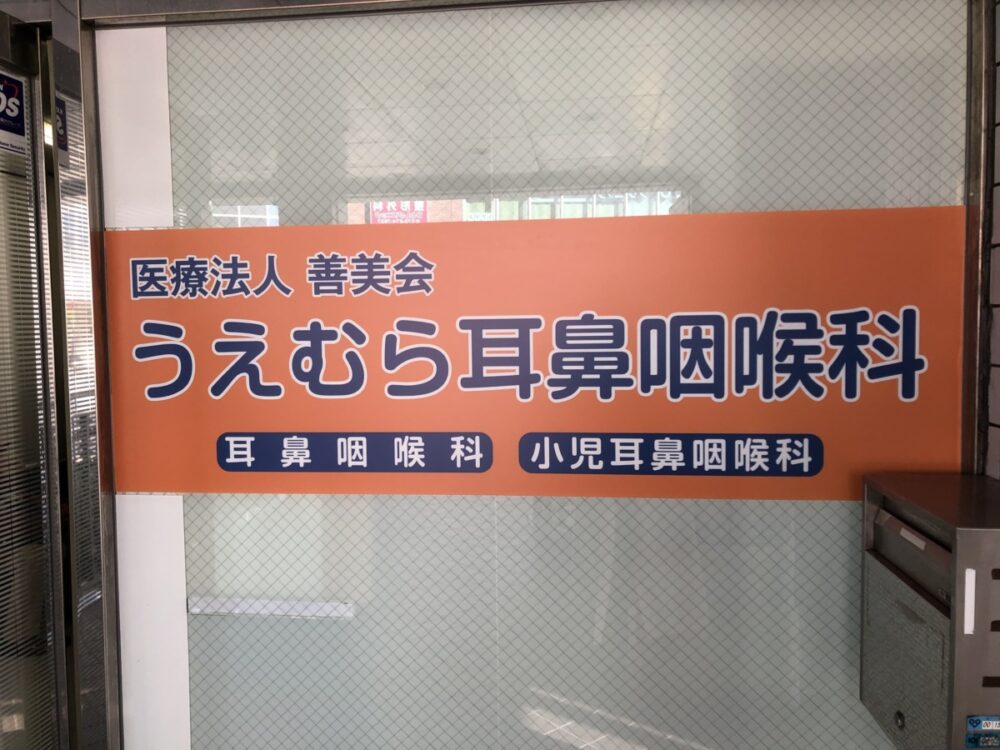 医療法人 善美会
うえむら耳鼻咽喉科
耳鼻咽喉科
小児耳鼻咽喉科